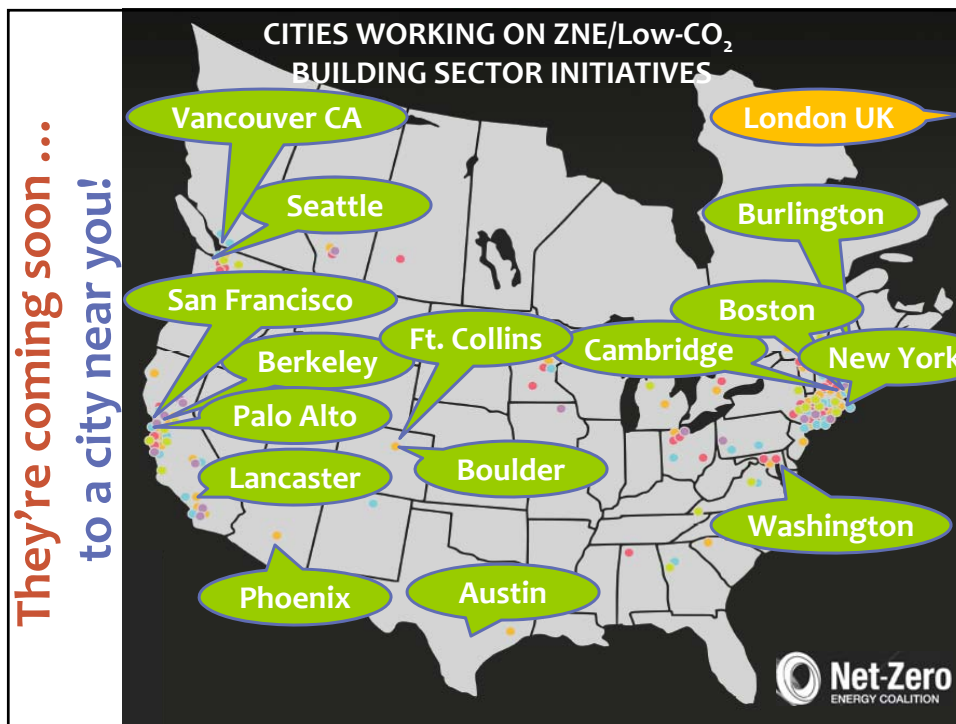 They're coming soon …
to a city near you!
CITIES WORKING ON ZNE/Low-CO₂
BUILDING SECTOR INITIATIVES
Vancouver CA
London UK
Seattle
Burlington
San Francisco
Boston
Ft. Collins
Cambridge
New York
Berkeley
Palo Alto
Lancaster
Boulder
Washington
Phoenix
Austin
Net-Zero
ENERGY COALITION